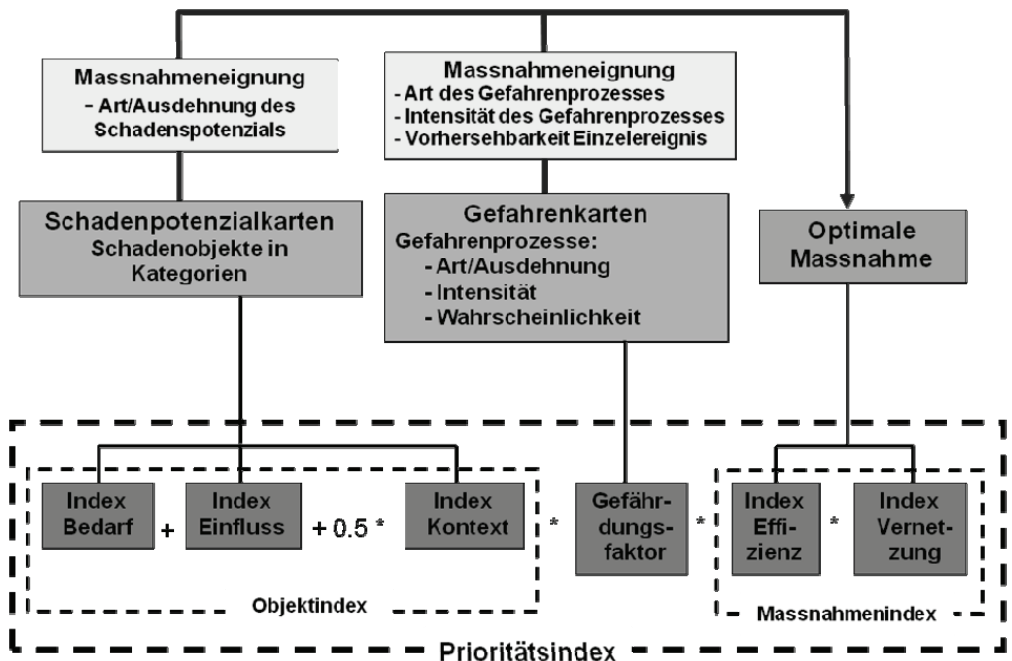 Massnahmeneignung
- Art/Ausdehnung des
Schadenspotenzials
Massnahmeneignung
- Art des Gefahrenprozesses
- Intensität des Gefahrenprozesses
- Vorhersehbarkeit Einzelereignis
Schadenpotenzialkarten
Schadenobjekte in
Kategorien
Gefahrenkarten
Gefahrenprozesse:
- Art/Ausdehnung
- Intensität
- Wahrscheinlichkeit
Optimale
Massnahme
Index
Bedarf
+
Index
Einfluss
+ 0.5 *
Index
Kontext
*
Gefähr-
dungs-
faktor
*
Index
Effi-
zienz
*
Index
Vernet-
zung
Objektindex
Massnahmenindex
Prioritätsindex